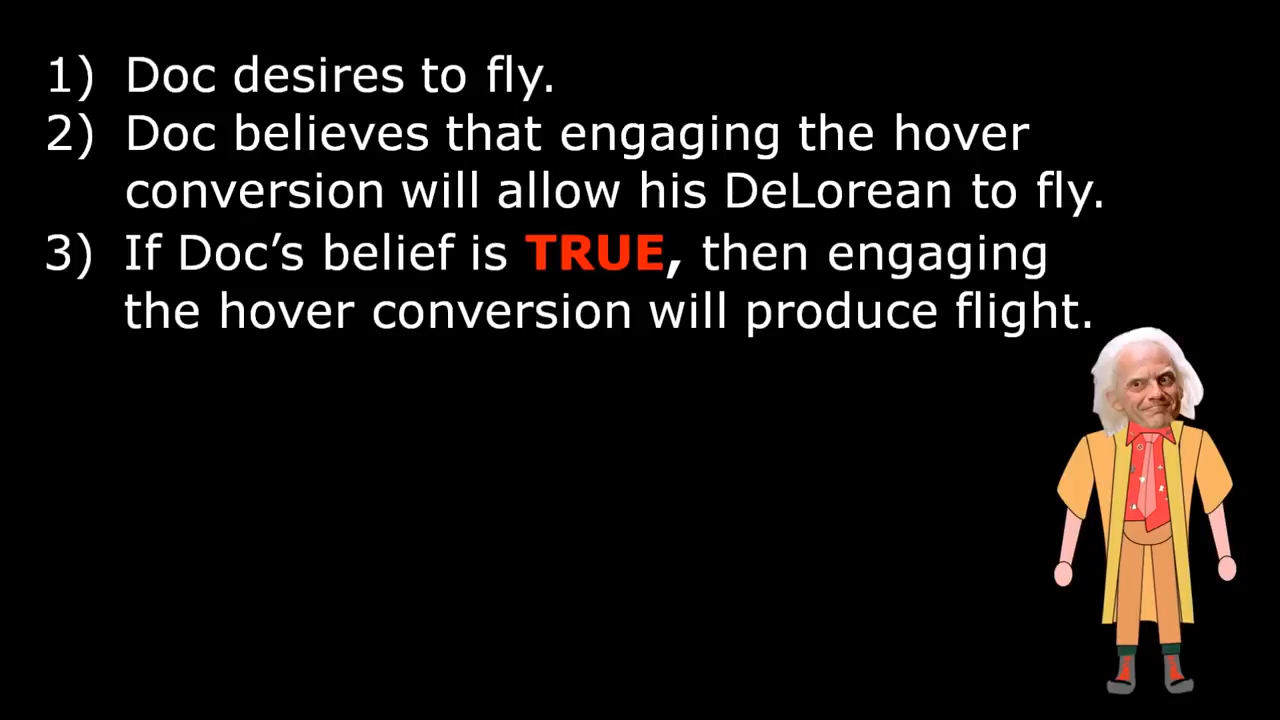 1) Doc desires to fly.
2) Doc believes that engaging the hover
conversion will allow his DeLorean to fly.
3) If Doc’s belief is TRUE, then engaging
the hover conversion will produce flight.